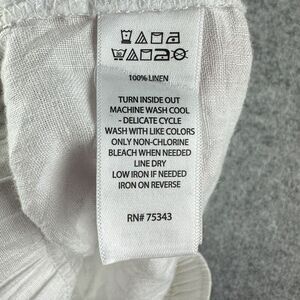 100% LINEN
TURN INSIDE OUT
MACHINE WASH COOL
- DELICATE CYCLE
WASH WITH LIKE COLORS
ONLY NON-CHLORINE
BLEACH WHEN NEEDED
LINE DRY
LOW IRON IF NEEDED
IRON ON REVERSE
RN# 75343